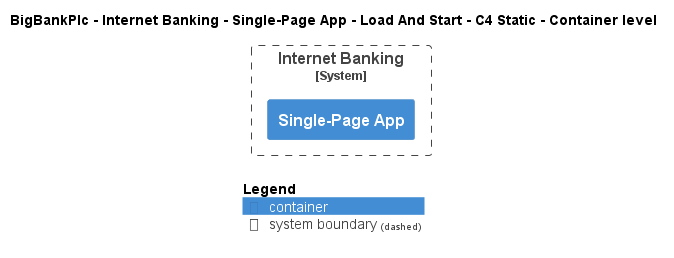 BigBankPlc - Internet Banking - Single-Page App - Load And Start - C4 Static - Container level
Internet Banking
[System]
Single-Page App
Legend
container
system boundary (dashed)